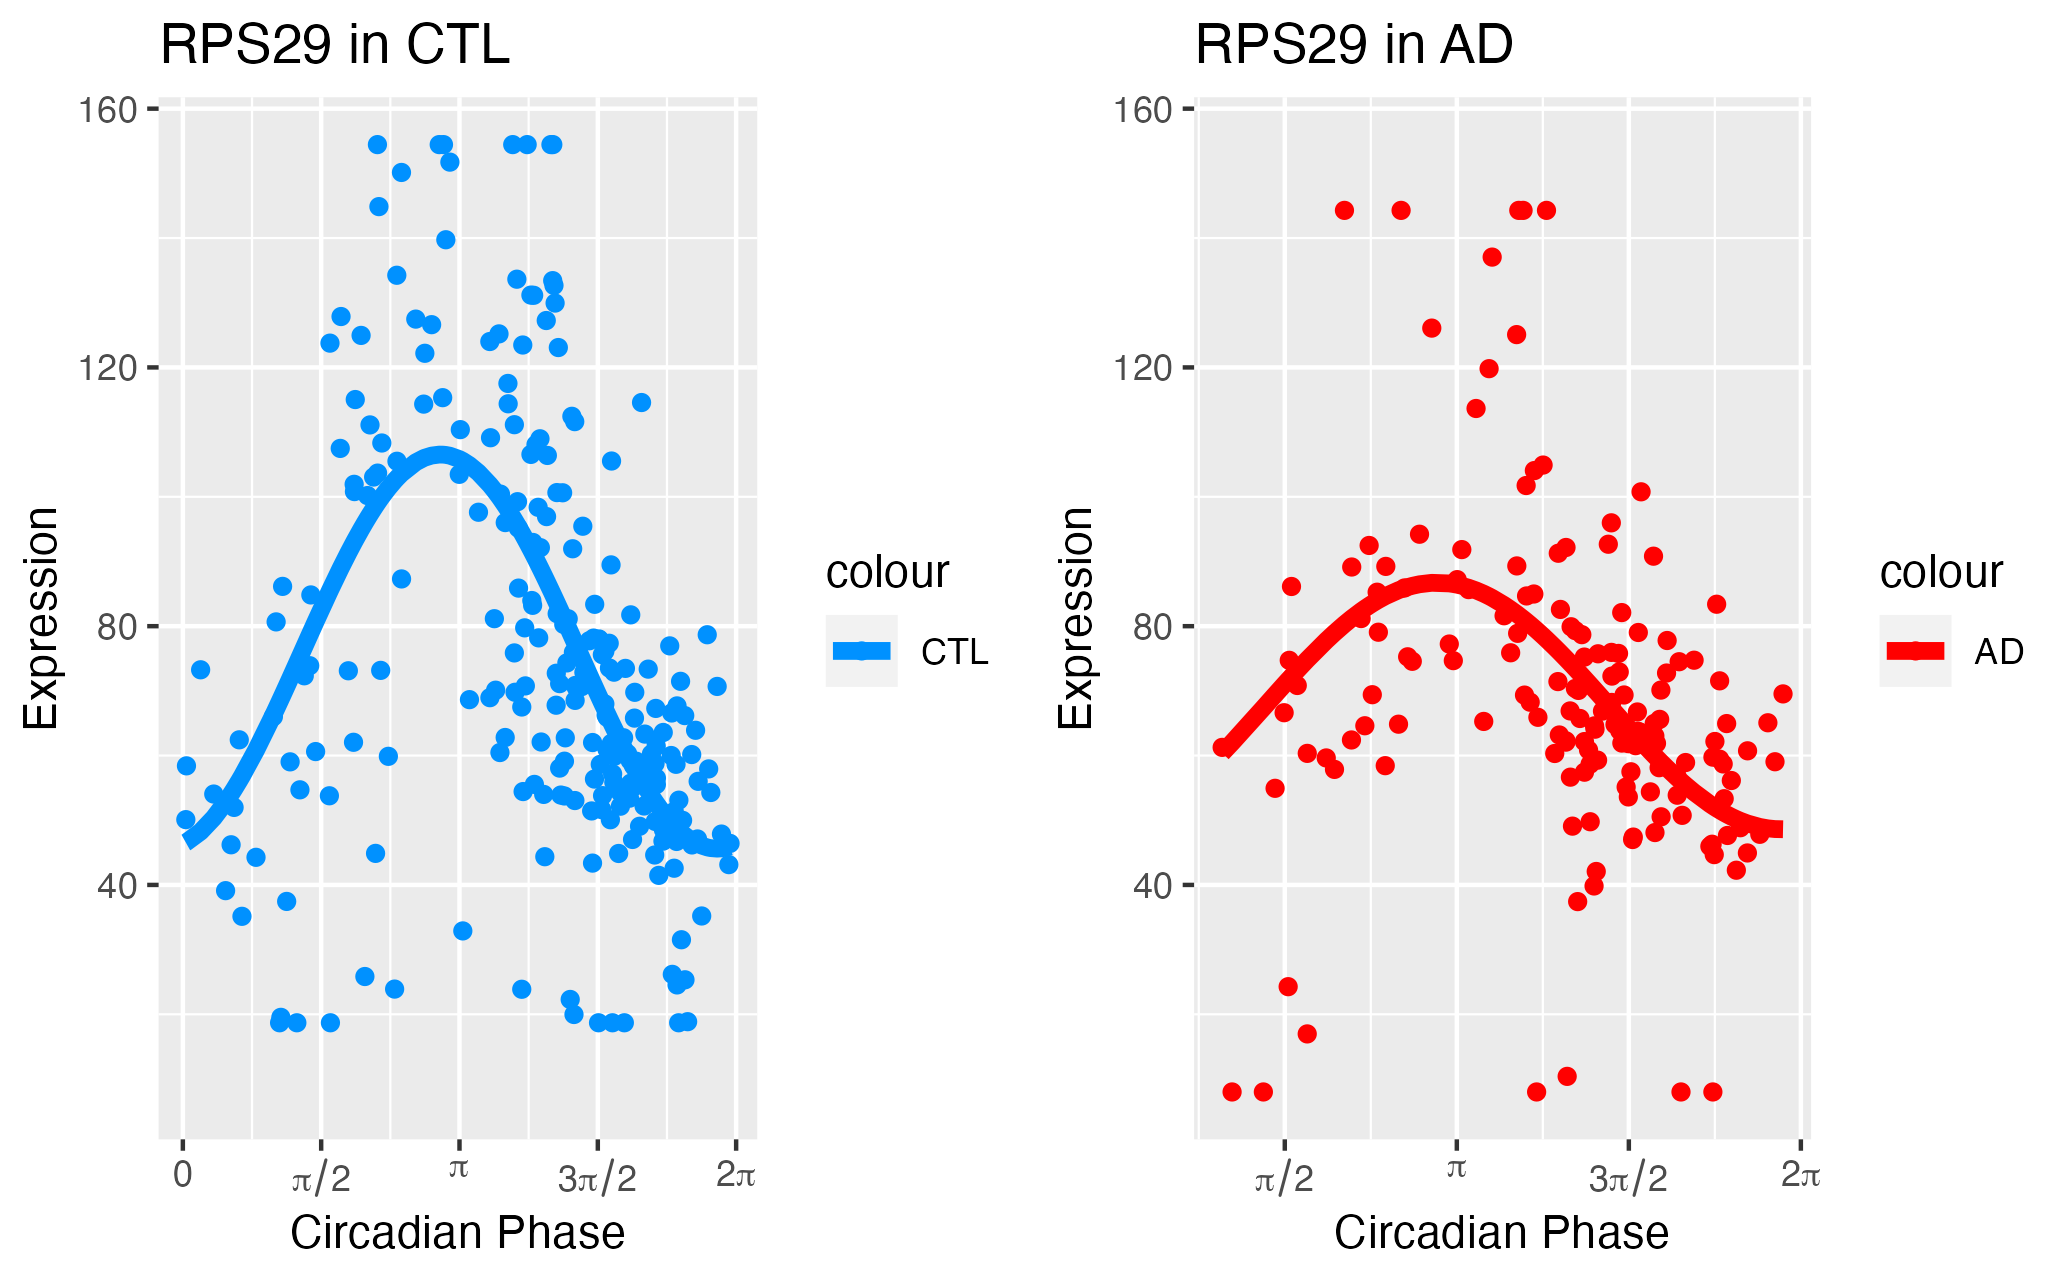 RPS29 in CTL
160
120
80
40
Expression
0
π/2
π
3π/2
2π
Circadian Phase
colour
CTL
RPS29 in AD
160
120
80
40
Expression
π/2
π
3π/2
2π
Circadian Phase
colour
AD